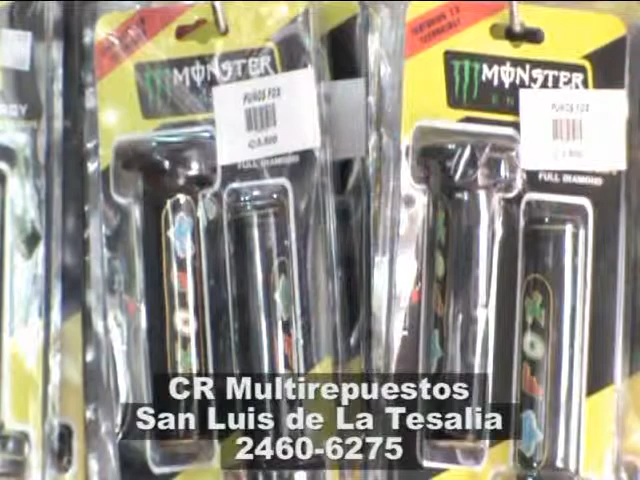 MONSTER
MONSTER
PUÑOS FOX
PUÑOS FOX
FULL DIAMOND
FULL DIAMOND
CR Multirepuestos
San Luis de La Tesalia
2460-6275